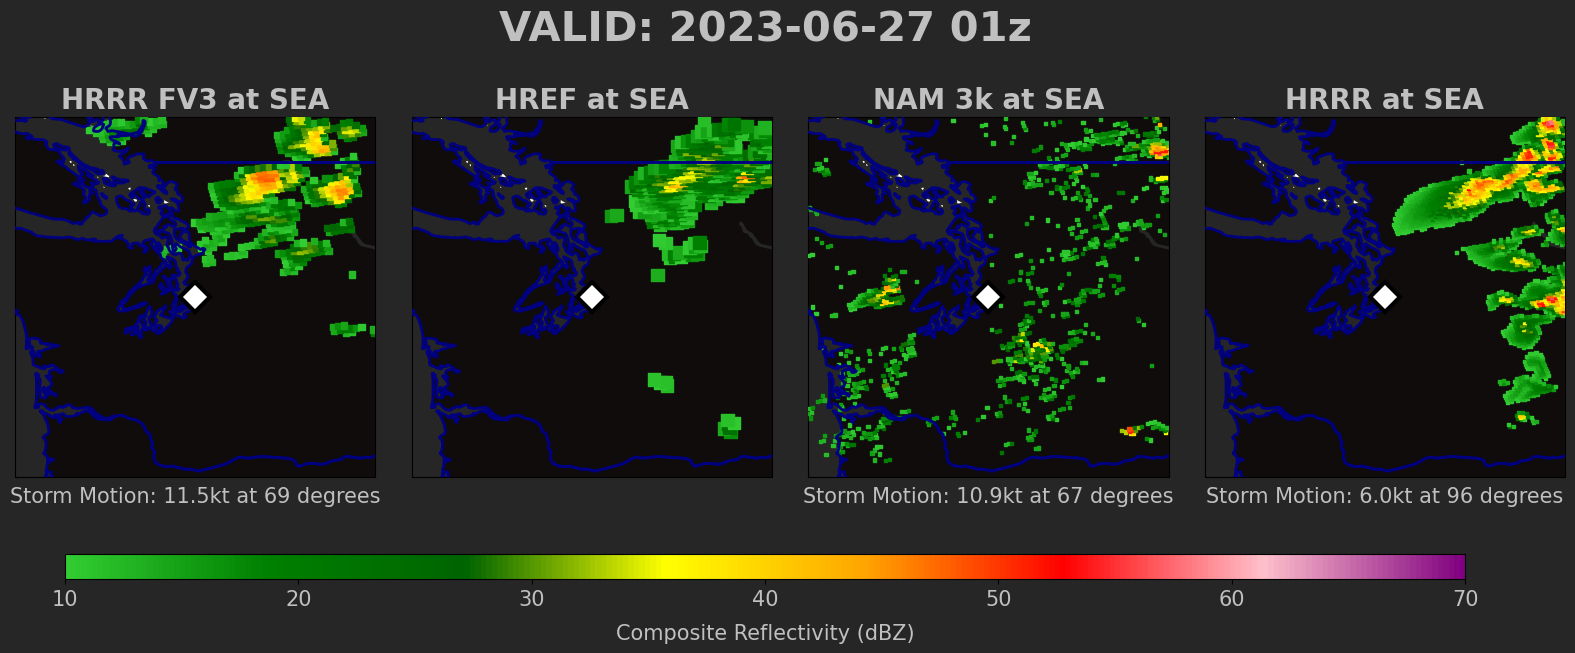 VALID: 2023-06-27 01z
HRRR FV3 at SEA
HREF at SEA
NAM 3k at SEA
HRRR at SEA
Storm Motion: 11.5kt at 69 degrees
Storm Motion: 10.9kt at 67 degrees
Storm Motion: 6.0kt at 96 degrees
10 20 30 40 50 60 70
Composite Reflectivity (dBZ)